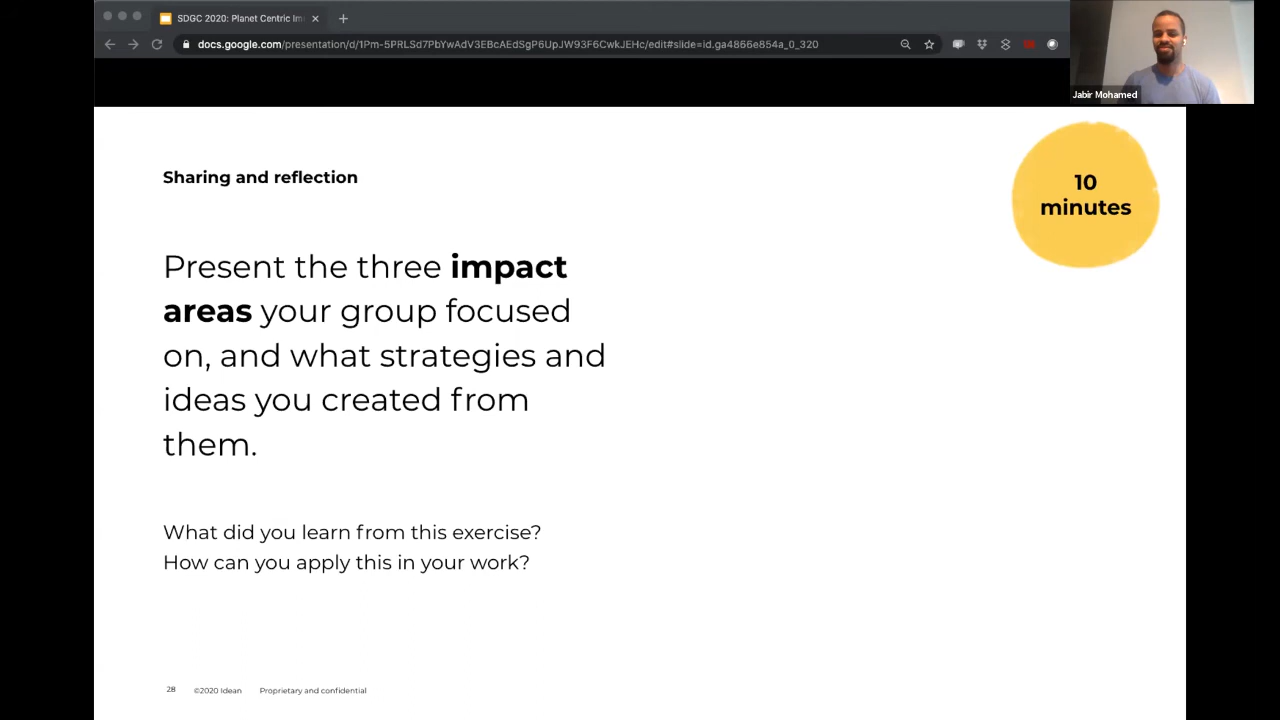 SDGC 2020: Planet Centric Im
docs.google.com/presentation/d/1Pm-5PRLSd7PbYwAdV3EBcAEdSgP6UpJW93F6CwkJEHc/edit#slide=id.ga4866e854a_0_320
Jabir Mohamed
10
minutes
Sharing and reflection
Present the three impact
areas your group focused
on, and what strategies and
ideas you created from
them.
What did you learn from this exercise?
How can you apply this in your work?
28 ©2020 Idean Proprietary and confidential